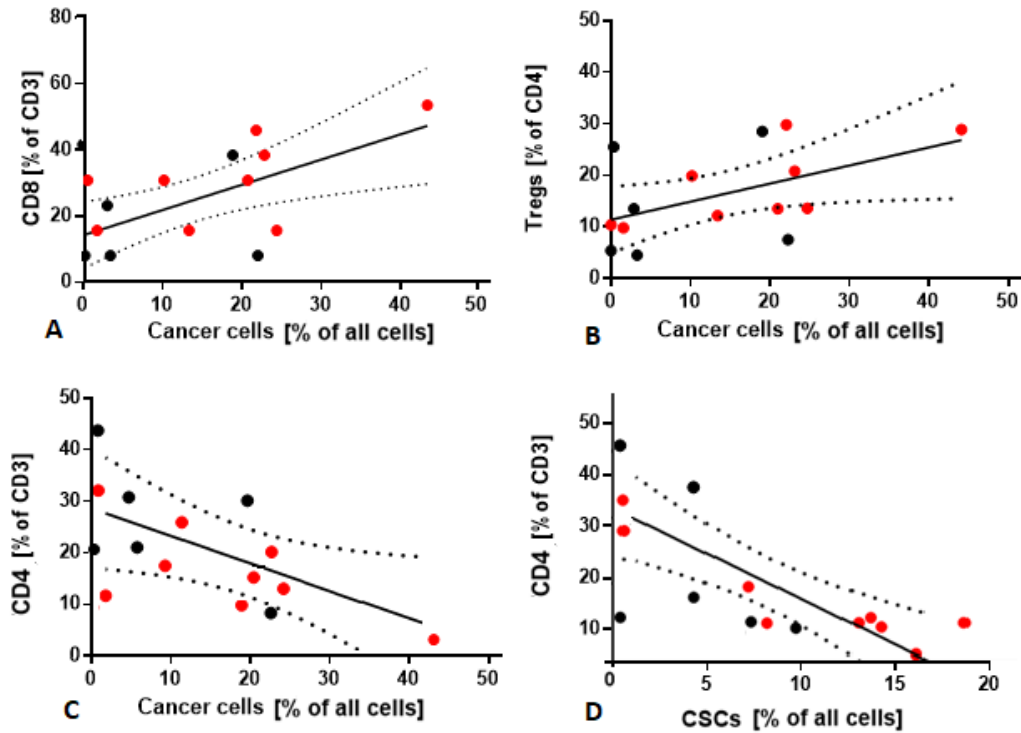 80
60
40
20
0
CD8 [% of CD3]
0 10 20 30 40 50
A
Cancer cells [% of all cells]
50
40
30
20
10
0
Tregs [% of CD4]
0 10 20 30 40 50
B
Cancer cells [% of all cells]
50
40
30
20
10
0
CD4 [% of CD3]
0 10 20 30 40 50
C
Cancer cells [% of all cells]
50
40
30
20
10
CD4 [% of CD3]
0 5 10 15 20
D
CSCs [% of all cells]